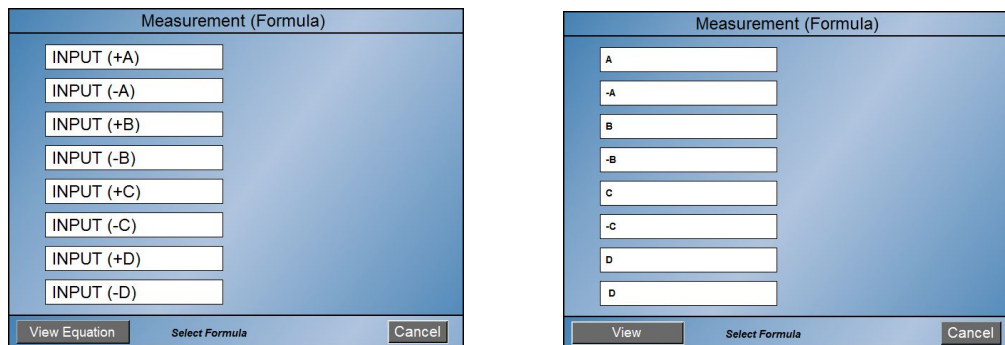 Measurement (Formula)
INPUT (+A)
INPUT (-A)
INPUT (+B)
INPUT (-B)
INPUT (+C)
INPUT (-C)
INPUT (+D)
INPUT (-D)
View Equation Select Formula Cancel
Measurement (Formula)
A
-A
B
-B
C
-C
D
D
View Select Formula Cancel